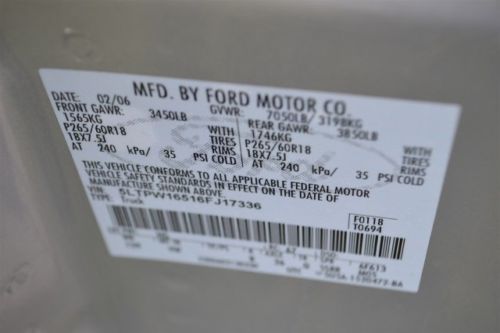 MFD. BY FORD MOTOR CO.
DATE: 02/06 GVWR: 7050LB/ 3198KG
FRONT GAWR: 3450LB REAR GAWR: 3850LB
1565KG WITH 1746KG WITH
P265/60R18 TIRES P265/60R18 TIRES
18X7.5J RIMS 18X7.5J RIMS
AT 240 kPa/ 35 PSI COLD AT 240 kPa/ 35 PSI COLD
THIS VEHICLE CONFORMS TO ALL APPLICABLE FEDERAL MOTOR
VEHICLE SAFETY STANDARDS IN EFFECT ON THE DATE OF MANUFACTURE
SHOWN ABOVE.
VIN: 5LTPW16516FJ17336
TYPE: Truck
F0118
T0694
6F613